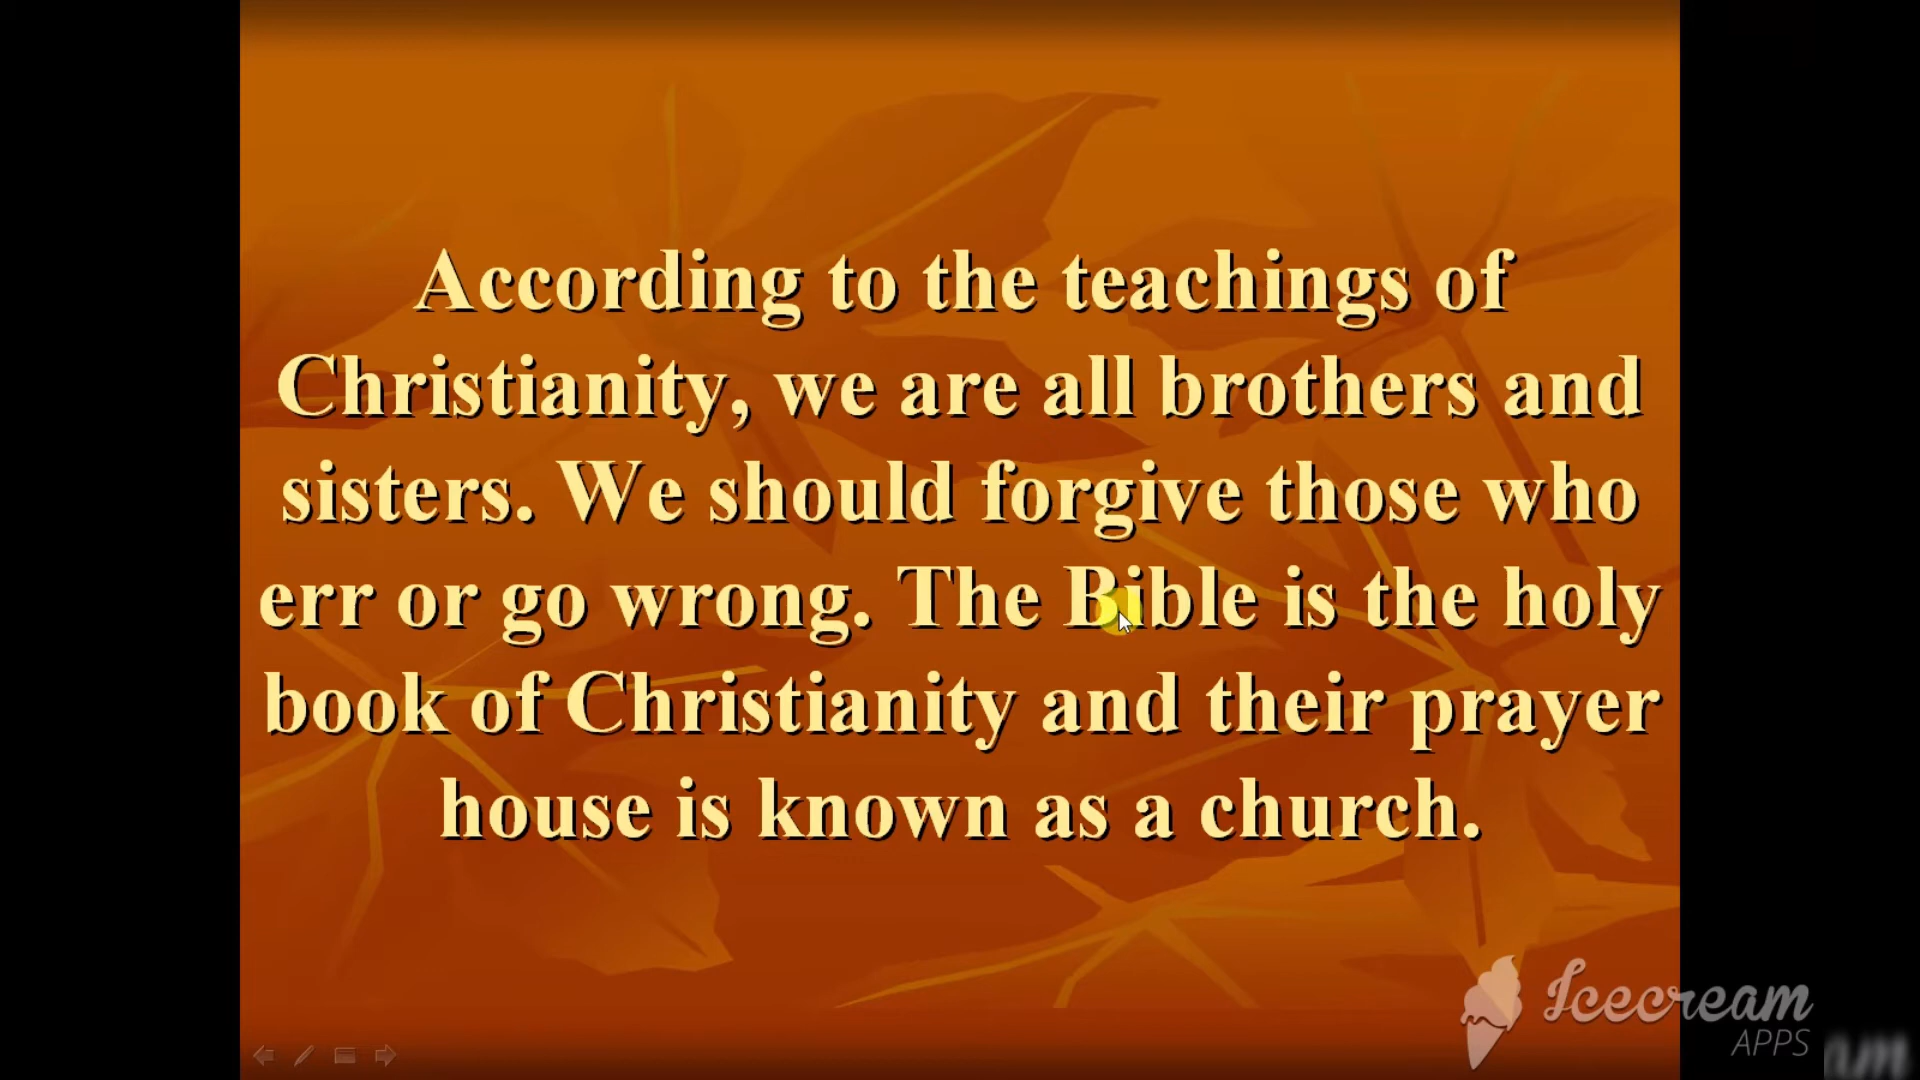 According to the teachings of
Christianity, we are all brothers and
sisters. We should forgive those who
err or go wrong. The Bible is the holy
book of Christianity and their prayer
house is known as a church.
Icecream
APPS
am